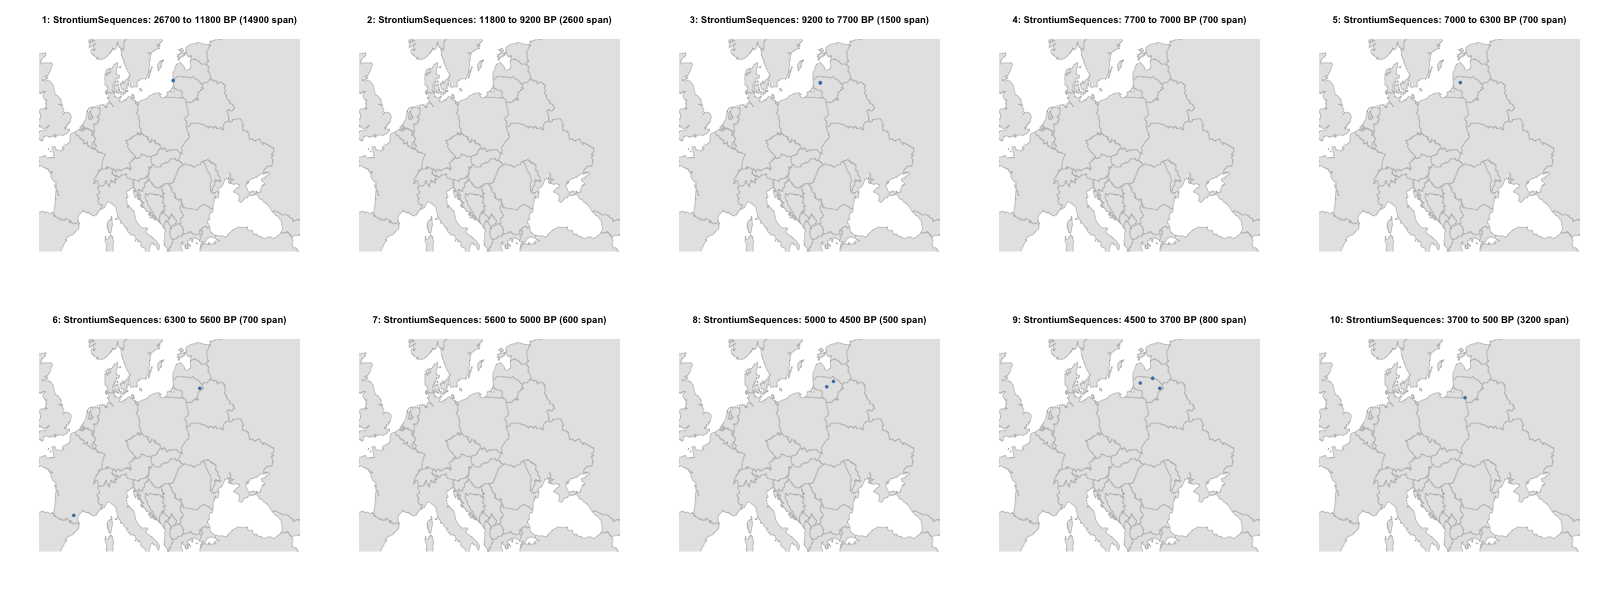 1: StrontiumSequences: 26700 to 11800 BP (14900 span)
2: StrontiumSequences: 11800 to 9200 BP (2600 span)
3: StrontiumSequences: 9200 to 7700 BP (1500 span)
4: StrontiumSequences: 7700 to 7000 BP (700 span)
5: StrontiumSequences: 7000 to 6300 BP (700 span)
6: StrontiumSequences: 6300 to 5600 BP (700 span)
7: StrontiumSequences: 5600 to 5000 BP (600 span)
8: StrontiumSequences: 5000 to 4500 BP (500 span)
9: StrontiumSequences: 4500 to 3700 BP (800 span)
10: StrontiumSequences: 3700 to 500 BP (3200 span)